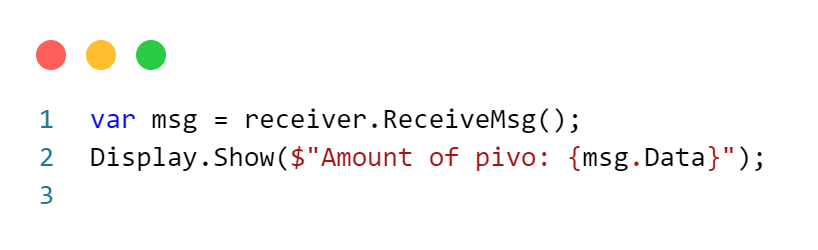 1 var msg = receiver.ReceiveMsg();
2 Display.Show($"Amount of pivo: {msg.Data}");
3